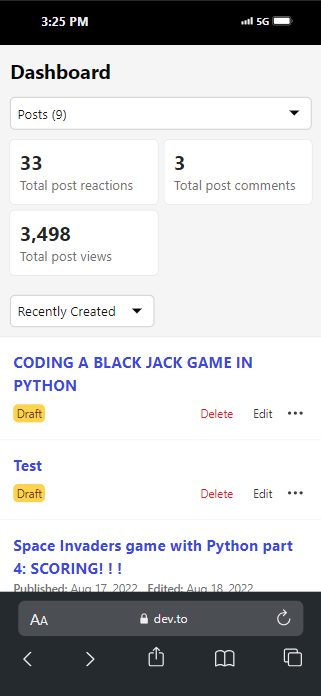 3:25 PM
5G
Dashboard
Posts (9)
33
Total post reactions
3
Total post comments
3,498
Total post views
Recently Created
CODING A BLACK JACK GAME IN
PYTHON
Draft
Delete
Edit
Test
Draft
Delete
Edit
Space Invaders game with Python part
4: SCORING! ! !
Published: Aug 17, 2022 Edited: Aug 18, 2022
AA
dev.to